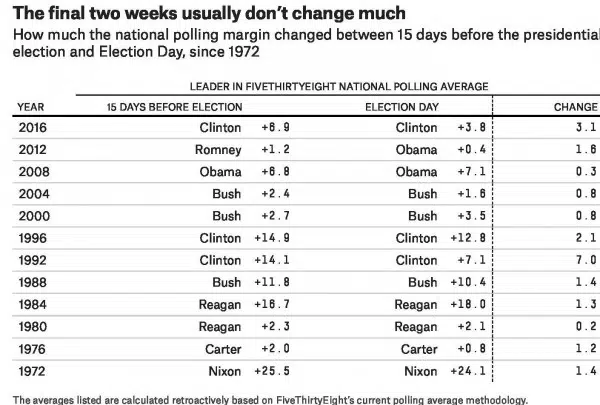 The final two weeks usually don't change much
How much the national polling margin changed between 15 days before the presidential
election and Election Day, since 1972
LEADER IN FIVETHIRTYEIGHT NATIONAL POLLING AVERAGE
YEAR 15 DAYS BEFORE ELECTION ELECTION DAY CHANGE
2016 Clinton +6.9 Clinton +3.8 3.1
2012 Romney +1.2 Obama +0.4 1.6
2008 Obama +6.8 Obama +7.1 0.3
2004 Bush +2.4 Bush +1.6 0.8
2000 Bush +2.7 Bush +3.5 0.8
1996 Clinton +14.9 Clinton +12.8 2.1
1992 Clinton +14.1 Clinton +7.1 7.0
1988 Bush +11.8 Bush +10.4 1.4
1984 Reagan +16.7 Reagan +18.0 1.3
1980 Reagan +2.3 Reagan +2.1 0.2
1976 Carter +2.0 Carter +0.8 1.2
1972 Nixon +25.5 Nixon +24.1 1.4
The averages listed are calculated retroactively based on FiveThirtyEight's current polling average methodology.